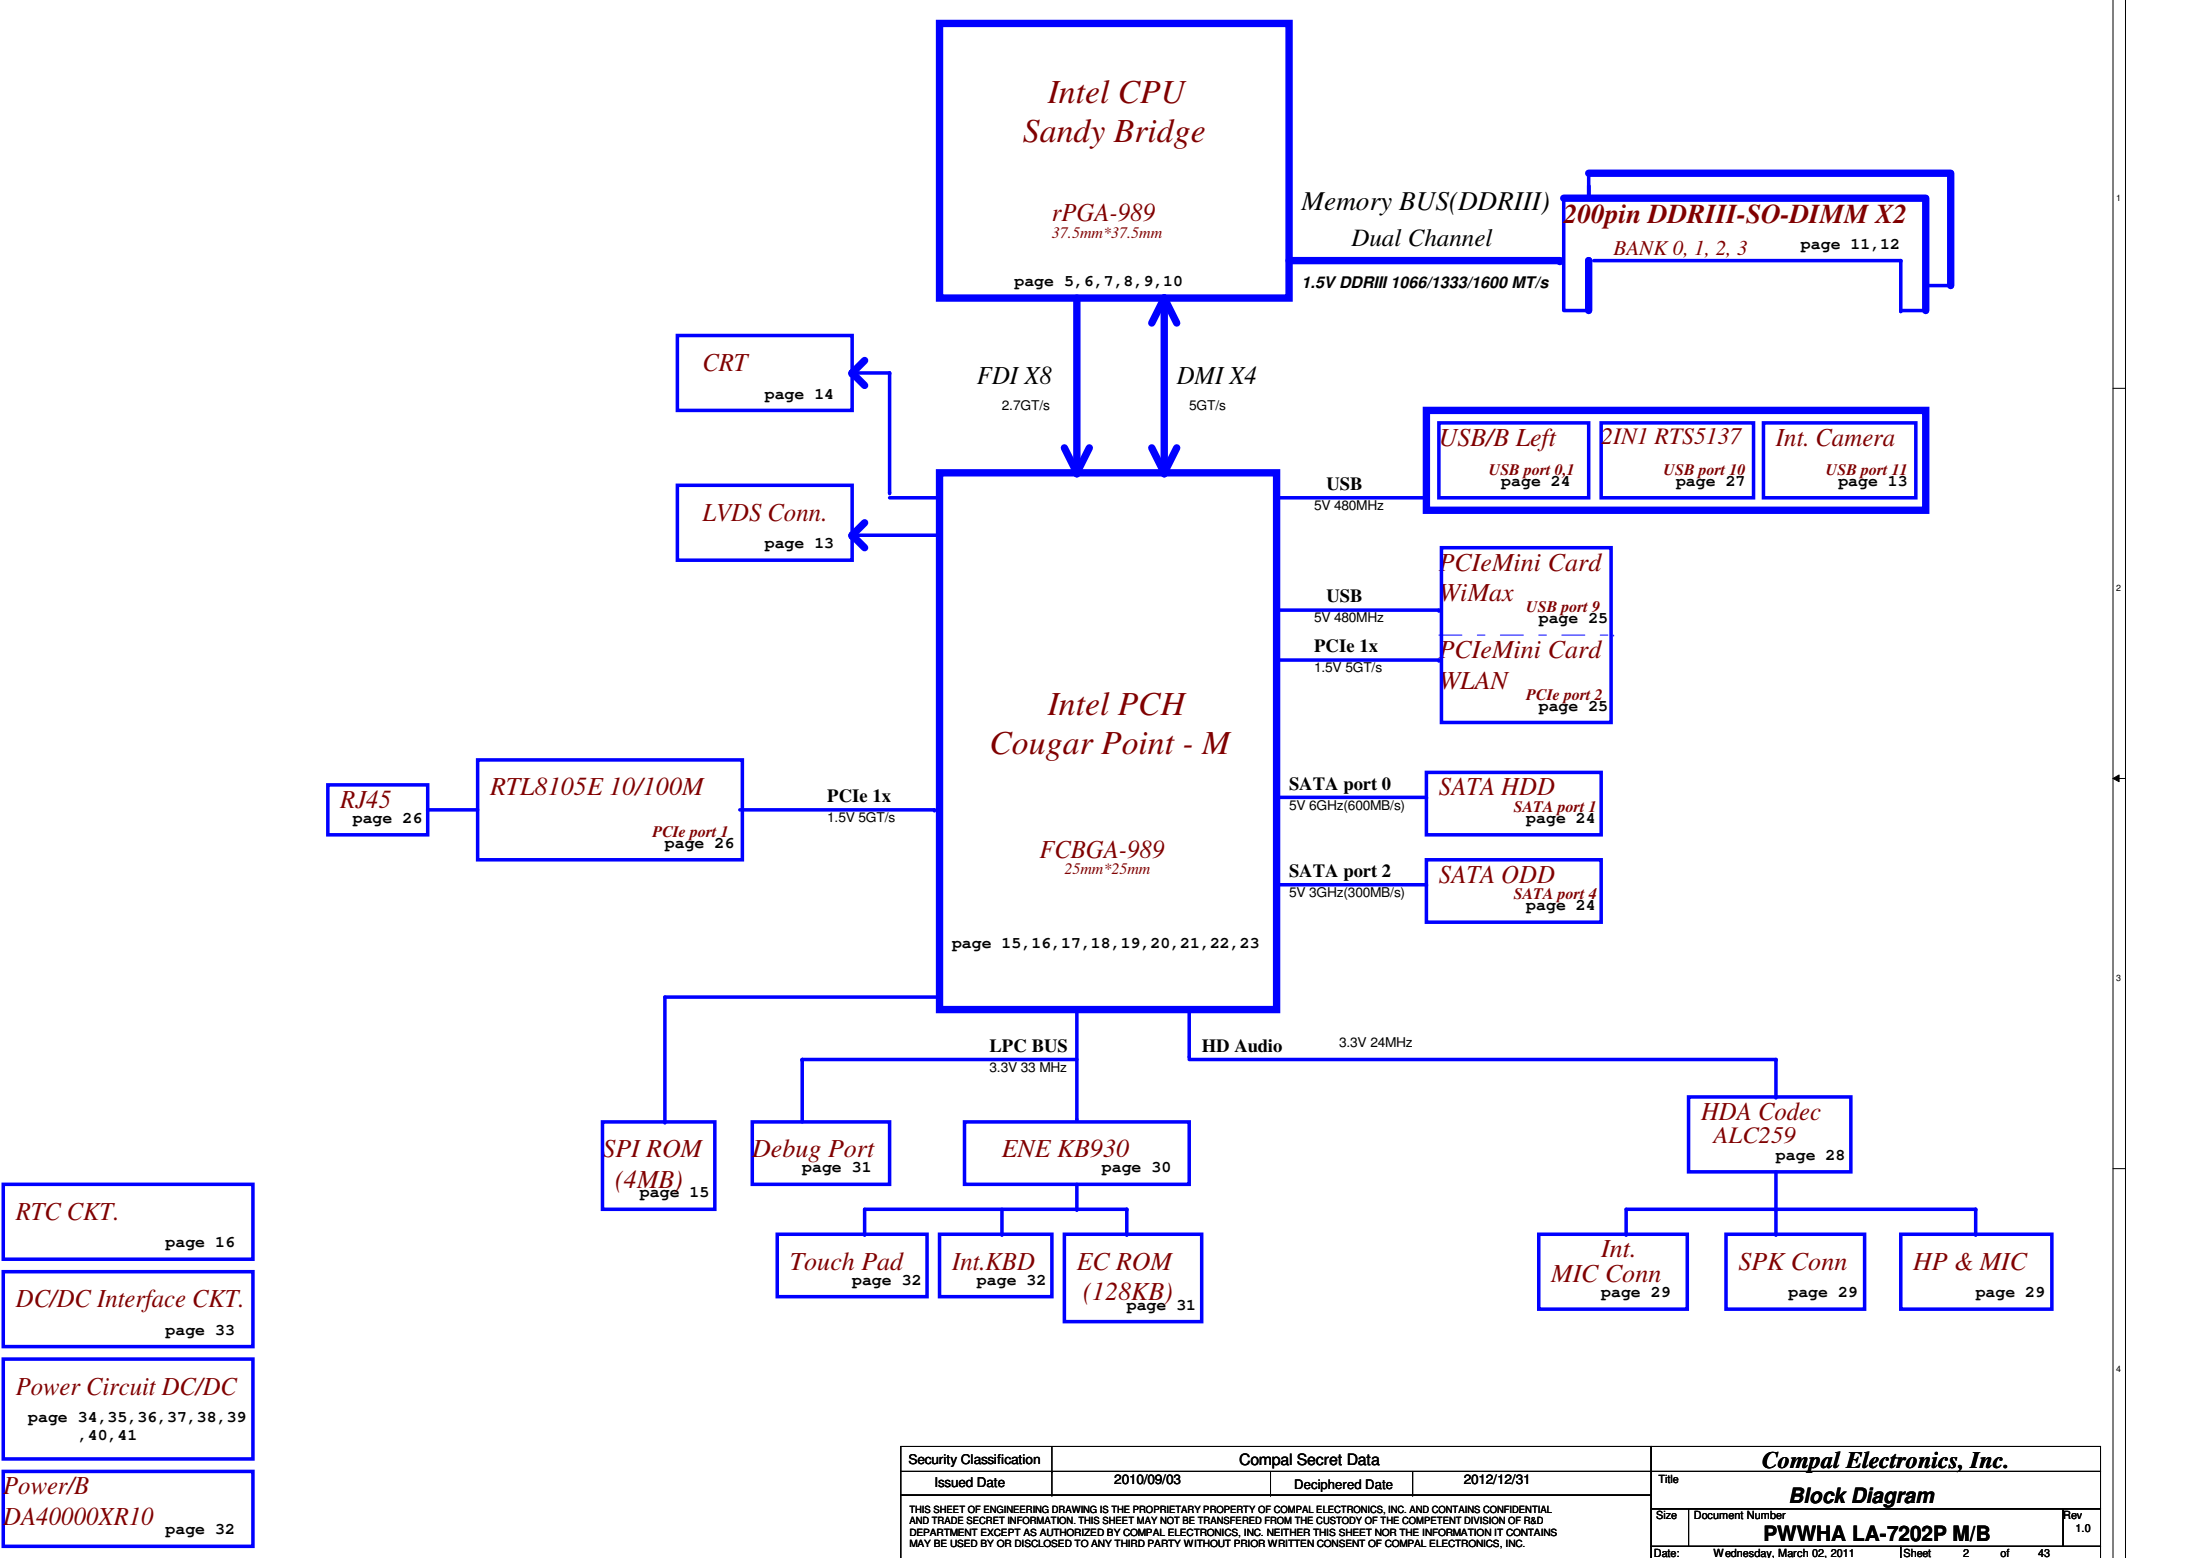 Intel CPU
Sandy Bridge
rPGA-989
37.5mm*37.5mm
page 5,6,7,8,9,10
Memory BUS(DDRIII)
Dual Channel
1.5V DDRIII 1066/1333/1600 MT/s
200pin DDRIII-SO-DIMM X2
BANK 0, 1, 2, 3
page 11,12
1
CRT
page 14
FDI X8
2.7GT/s
DMI X4
5GT/s
LVDS Conn.
page 13
USB
5V 480MHz
USB/B Left
USB port 0,1
page 24
2IN1 RTS5137
USB port 10
page 27
Int. Camera
USB port 11
page 13
USB
5V 480MHz
PCIeMini Card
WiMax
USB port 9
page 25
2
PCIe 1x
1.5V 5GT/s
PCIeMini Card
WLAN
PCIe port 2
page 25
Intel PCH
Cougar Point - M
FCBGA-989
25mm*25mm
page 15,16,17,18,19,20,21,22,23
RJ45
page 26
RTL8105E 10/100M
PCIe port 1
page 26
PCIe 1x
1.5V 5GT/s
SATA port 0
5V 6GHz(600MB/s)
SATA HDD
SATA port 1
page 24
SATA port 2
5V 3GHz(300MB/s)
SATA ODD
SATA port 4
page 24
3
LPC BUS
3.3V 33 MHz
HD Audio
3.3V 24MHz
SPI ROM
(4MB)
page 15
Debug Port
page 31
ENE KB930
page 30
HDA Codec
ALC259
page 28
Touch Pad
page 32
Int.KBD
page 32
EC ROM
(128KB)
page 31
Int.
MIC Conn
page 29
SPK Conn
page 29
HP & MIC
page 29
RTC CKT.
page 16
DC/DC Interface CKT.
page 33
Power Circuit DC/DC
page 34,35,36,37,38,39
,40,41
Power/B
DA40000XR10
page 32
4
Security Classification
Compal Secret Data
Issued Date
2010/09/03
Deciphered Date
2012/12/31
THIS SHEET OF ENGINEERING DRAWING IS THE PROPRIETARY PROPERTY OF COMPAL ELECTRONICS, INC. AND CONTAINS CONFIDENTIAL
AND TRADE SECRET INFORMATION. THIS SHEET MAY NOT BE TRANSFERED FROM THE CUSTODY OF THE COMPETENT DIVISION OF R&D
DEPARTMENT EXCEPT AS AUTHORIZED BY COMPAL ELECTRONICS, INC. NEITHER THIS SHEET NOR THE INFORMATION IT CONTAINS
MAY BE USED BY OR DISCLOSED TO ANY THIRD PARTY WITHOUT PRIOR WRITTEN CONSENT OF COMPAL ELECTRONICS, INC.
Compal Electronics, Inc.
Title
Block Diagram
Size
Document Number
Rev
PWWHA LA-7202P M/B
1.0
Date:
Wednesday, March 02, 2011
Sheet 2 of 43